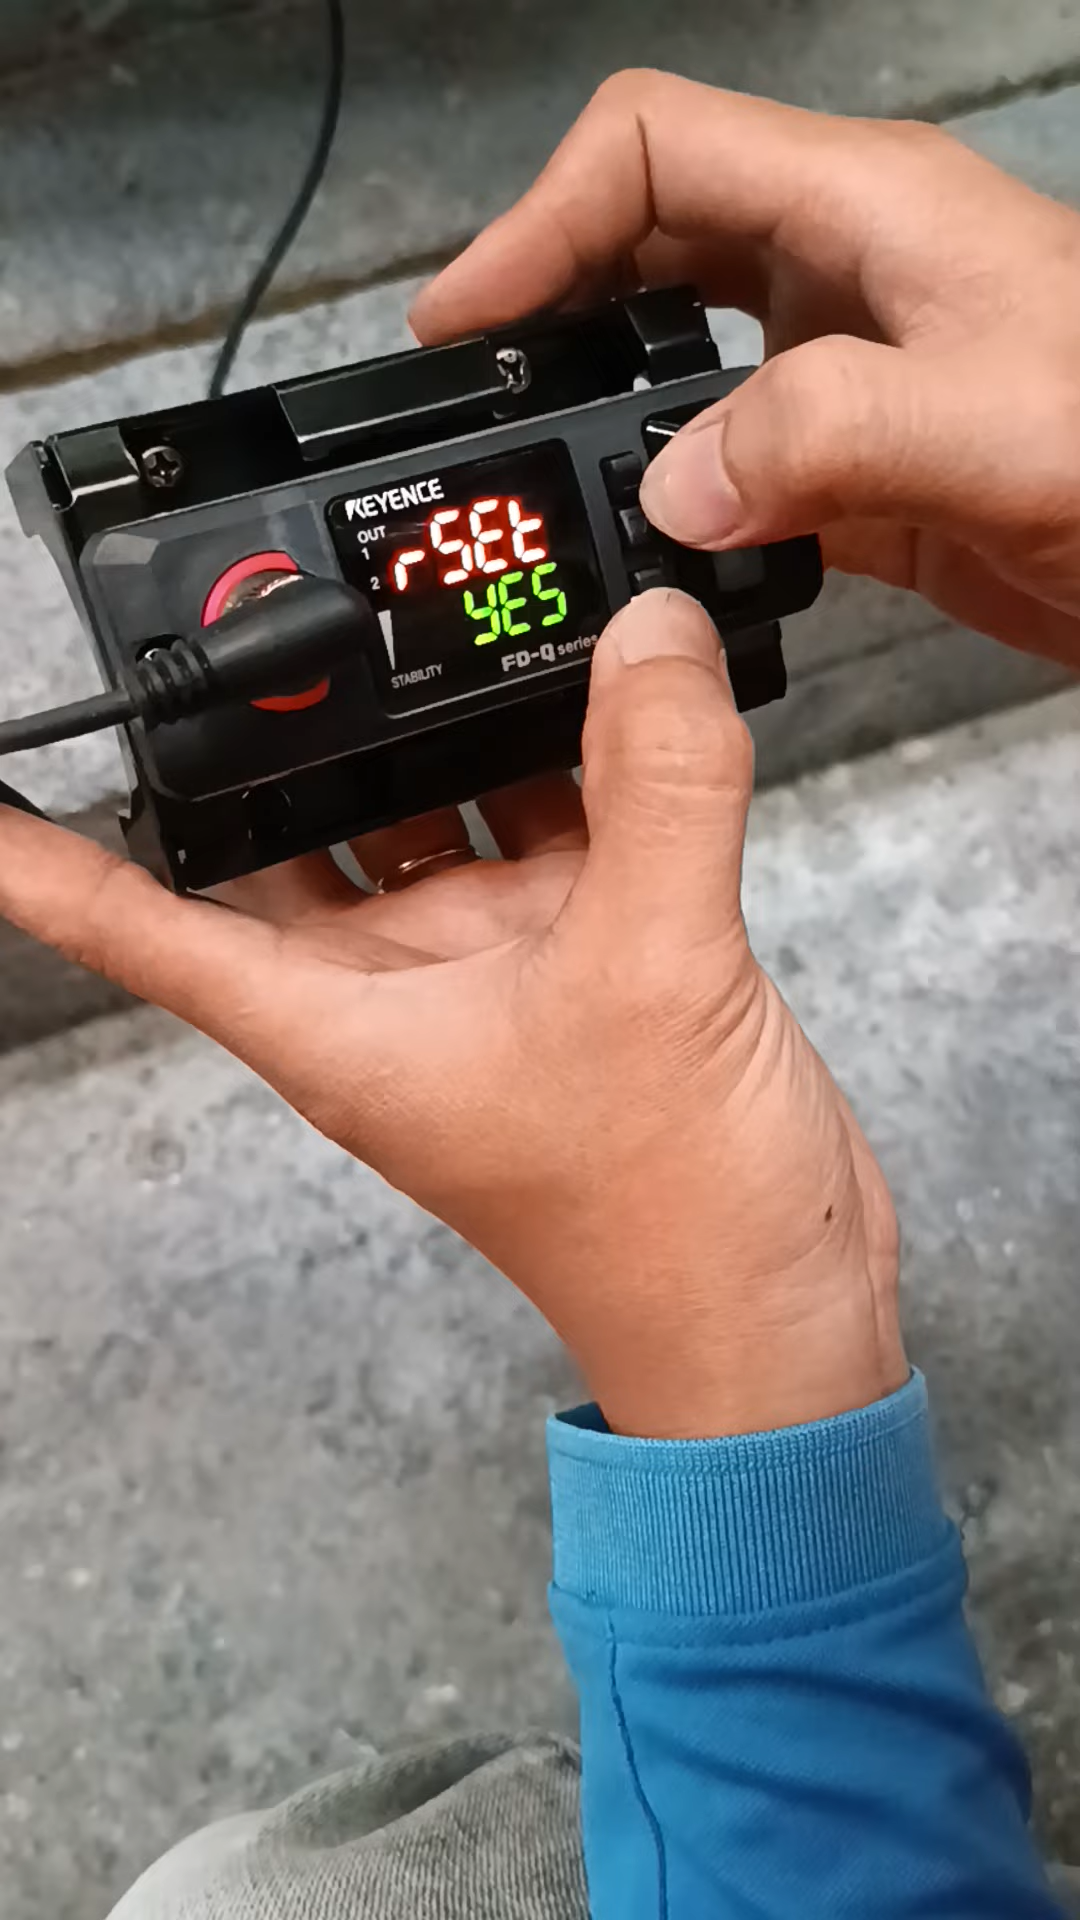 KEYENCE
OUT
1
2
rSEt
yES
STABILITY
FD-Q series